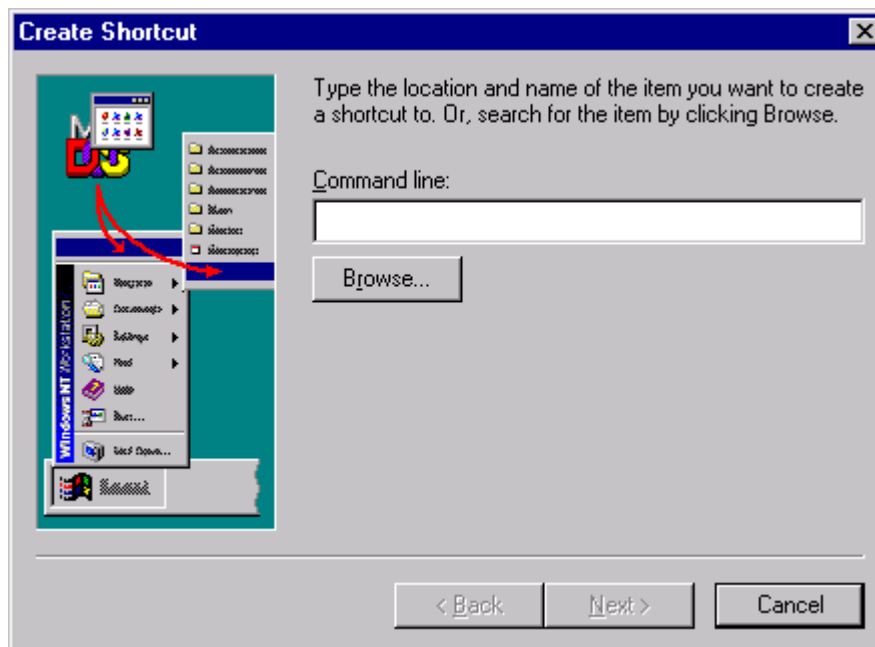 Create Shortcut
Type the location and name of the item you want to create
a shortcut to. Or, search for the item by clicking Browse.
Command line:
Browse...
Windows NT Workstation
< Back
Next >
Cancel